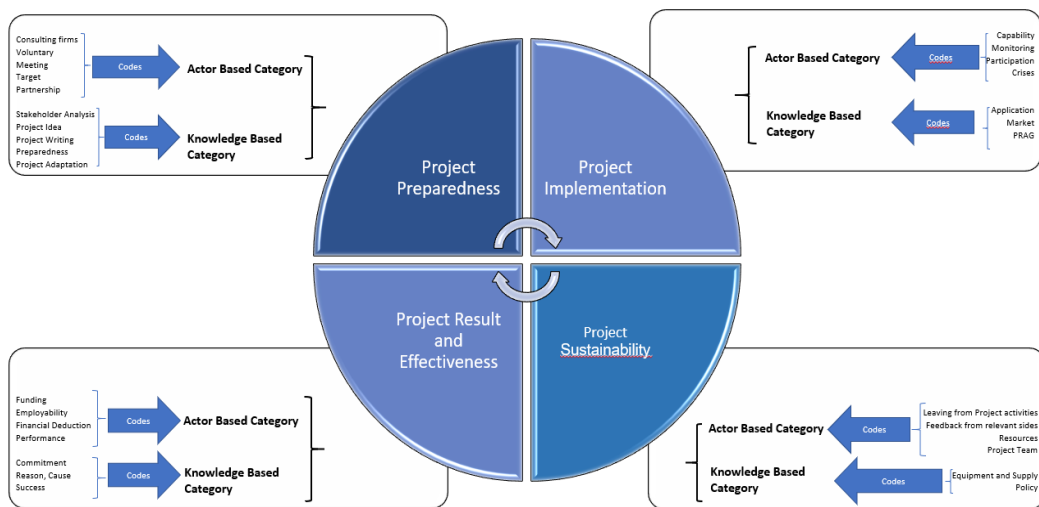 Consulting firms
Voluntary
Meeting
Target
Partnership
Codes
Actor Based Category
Stakeholder Analysis
Project Idea
Project Writing
Preparedness
Project Adaptation
Codes
Knowledge Based
Category
Project
Preparedness
Project
Implementation
Actor Based Category
Codes
Capability
Monitoring
Participation
Crises
Knowledge Based
Category
Codes
Application
Market
PRAG
Project Result
and
Effectiveness
Project
Sustainability
Funding
Employability
Financial Deduction
Performance
Codes
Actor Based Category
Commitment
Reason, Cause
Success
Codes
Knowledge Based
Category
Actor Based Category
Codes
Leaving from Project activities
Feedback from relevant sides
Resources
Project Team
Knowledge Based
Category
Codes
Equipment and Supply
Policy